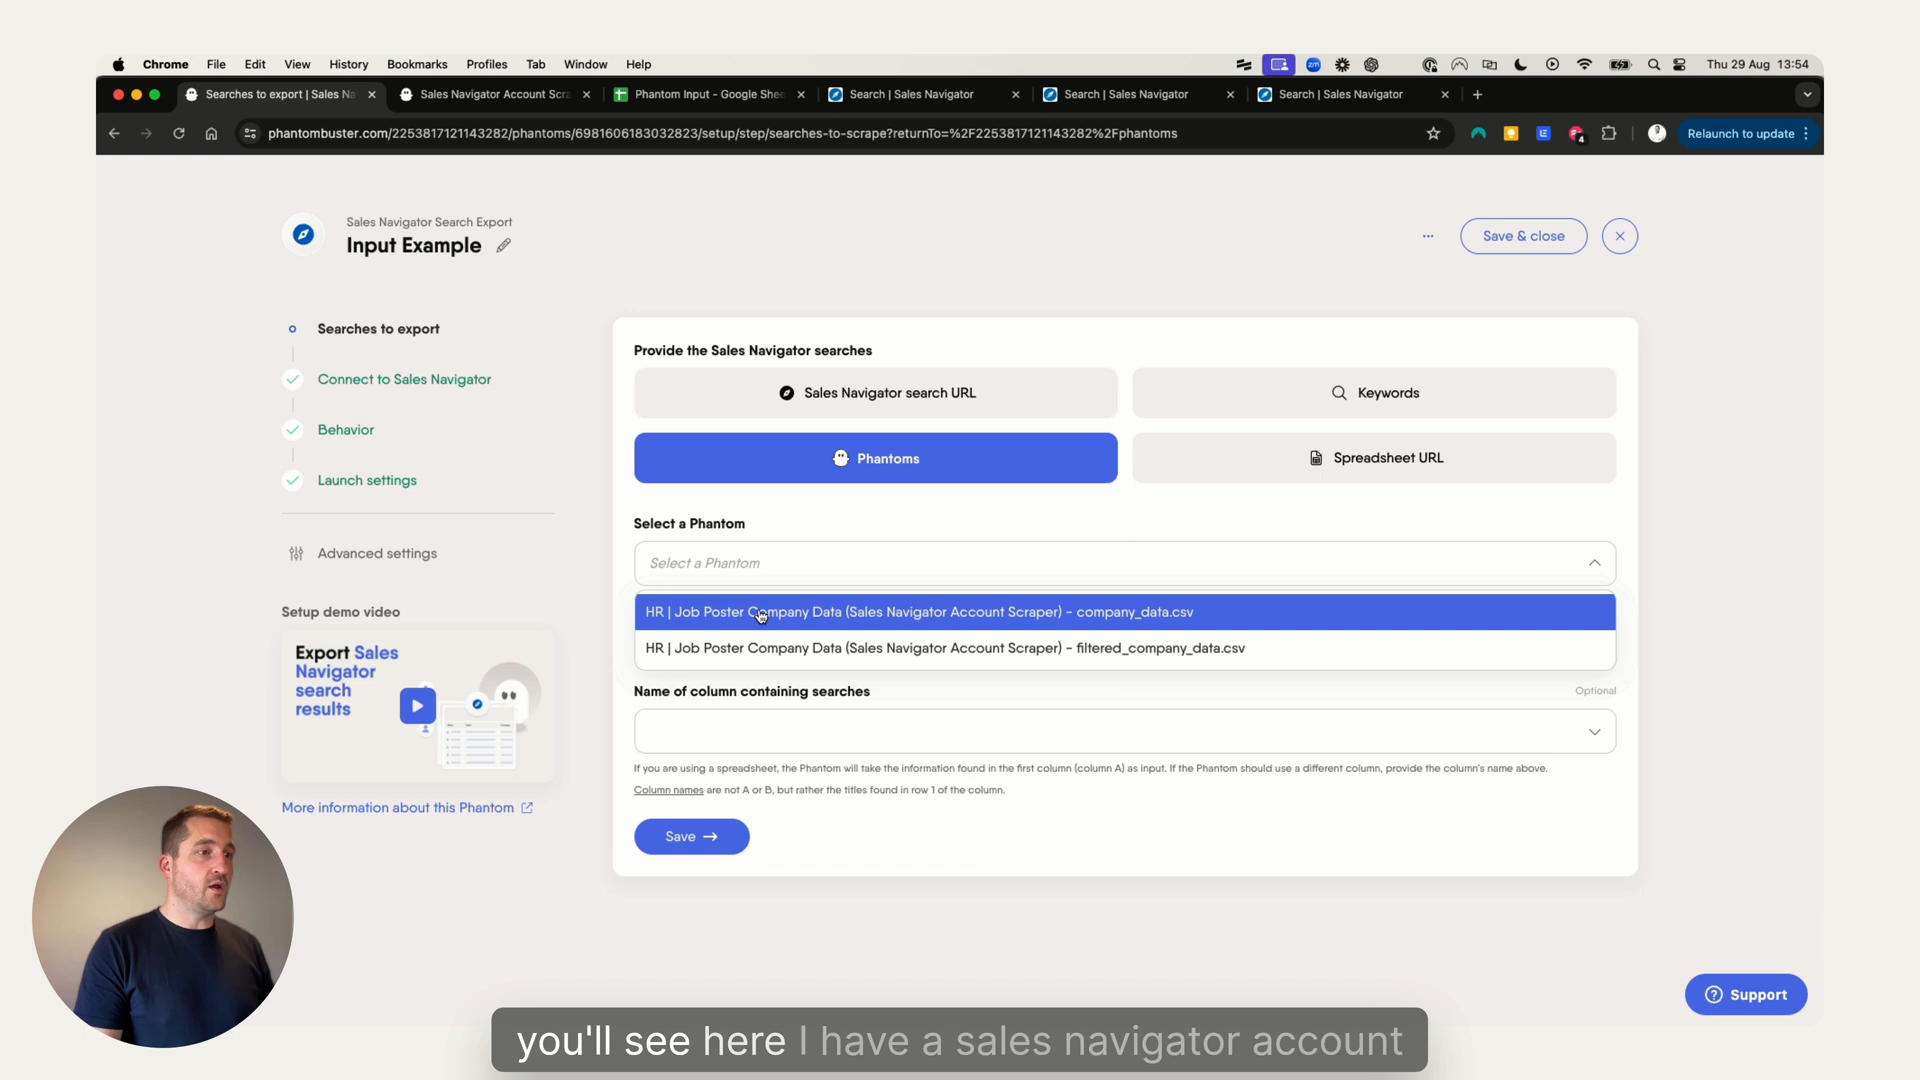 Chrome File Edit View History Bookmarks Profiles Tab Window Help
Thu 29 Aug 13:54
Searches to export | Sales Na
Sales Navigator Account Scra
Phantom Input - Google Shee
Search | Sales Navigator
Search | Sales Navigator
Search | Sales Navigator
phantombuster.com/2253817121143282/phantoms/6981606183032823/setup/step/searches-to-scrape?returnTo=%2F2253817121143282%2Fphantoms
4
Relaunch to update
Sales Navigator Search Export
Input Example
Save & close
Searches to export
Connect to Sales Navigator
Behavior
Launch settings
Advanced settings
Setup demo video
Export Sales
Navigator
search
results
More information about this Phantom
Provide the Sales Navigator searches
Sales Navigator search URL
Keywords
Phantoms
Spreadsheet URL
Select a Phantom
Select a Phantom
HR | Job Poster Company Data (Sales Navigator Account Scraper) - company_data.csv
HR | Job Poster Company Data (Sales Navigator Account Scraper) - filtered_company_data.csv
Name of column containing searches
Optional
If you are using a spreadsheet, the Phantom will take the information found in the first column (column A) as input. If the Phantom should use a different column, provide the column's name above.
Column names are not A or B, but rather the titles found in row 1 of the column.
Save
Support
you'll see here I have a sales navigator account